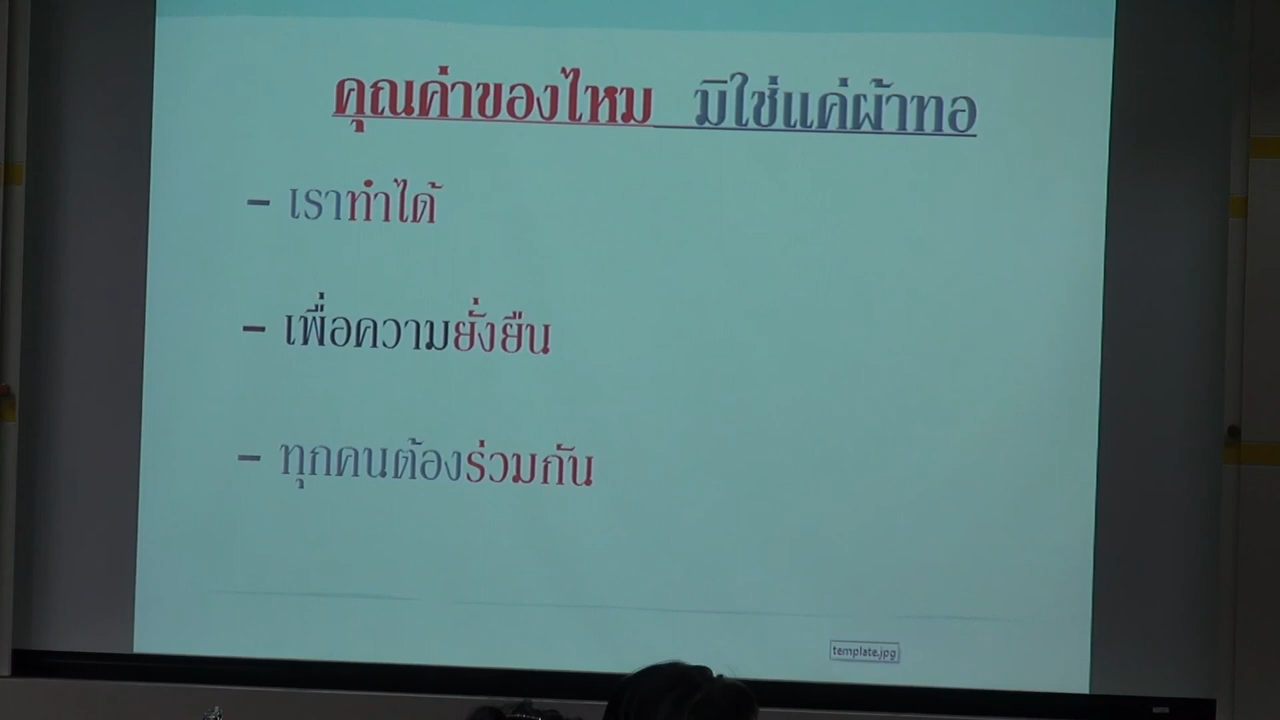 คุณค่าของไหม มิใช่แค่ผ้าทอ
- เราทำได้
- เพื่อความยั่งยืน
- ทุกคนต้องร่วมกัน
template.jpg